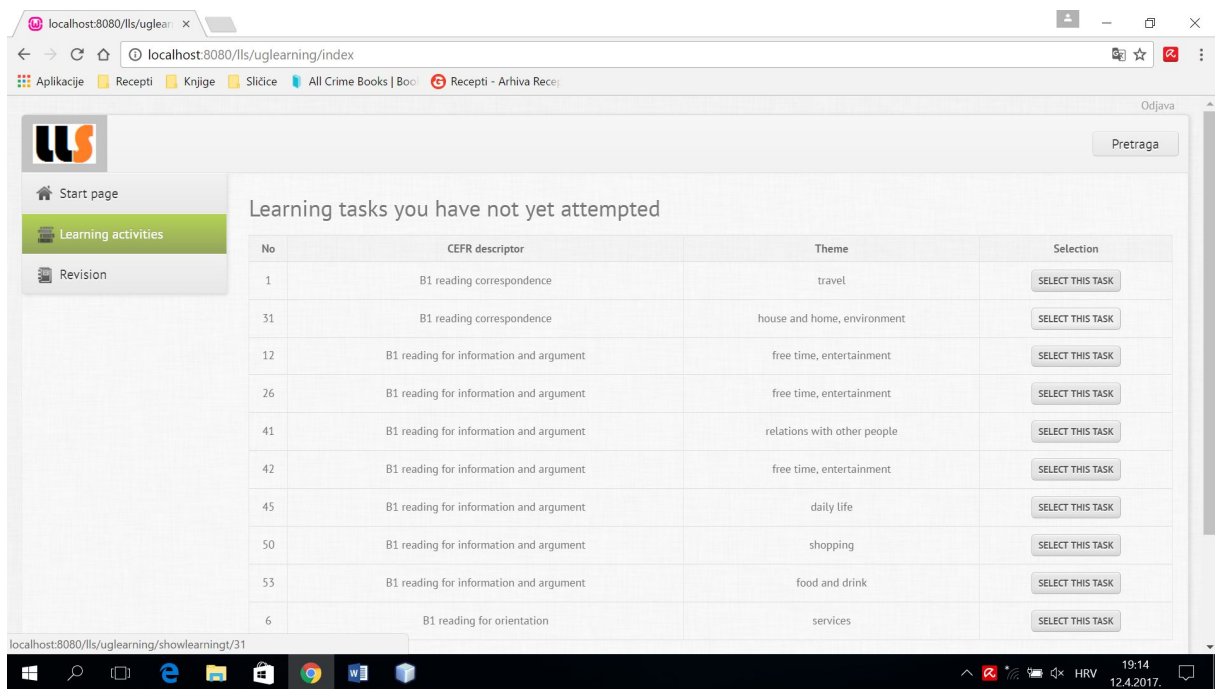 localhost:8080/lls/uglear
localhost:8080/lls/uglearning/index
Aplikacije Recepti Knjige Sličice All Crime Books | Boo Recepti - Arhiva Rece
Odjava
LLS
Pretraga
Start page
Learning activities
Revision
Learning tasks you have not yet attempted
No CEFR descriptor Theme Selection
1 B1 reading correspondence travel SELECT THIS TASK
31 B1 reading correspondence house and home, environment SELECT THIS TASK
12 B1 reading for information and argument free time, entertainment SELECT THIS TASK
26 B1 reading for information and argument free time, entertainment SELECT THIS TASK
41 B1 reading for information and argument relations with other people SELECT THIS TASK
42 B1 reading for information and argument free time, entertainment SELECT THIS TASK
45 B1 reading for information and argument daily life SELECT THIS TASK
50 B1 reading for information and argument shopping SELECT THIS TASK
53 B1 reading for information and argument food and drink SELECT THIS TASK
6 B1 reading for orientation services SELECT THIS TASK
localhost:8080/lls/uglearning/showlearningt/31
HRV
19:14
12.4.2017.